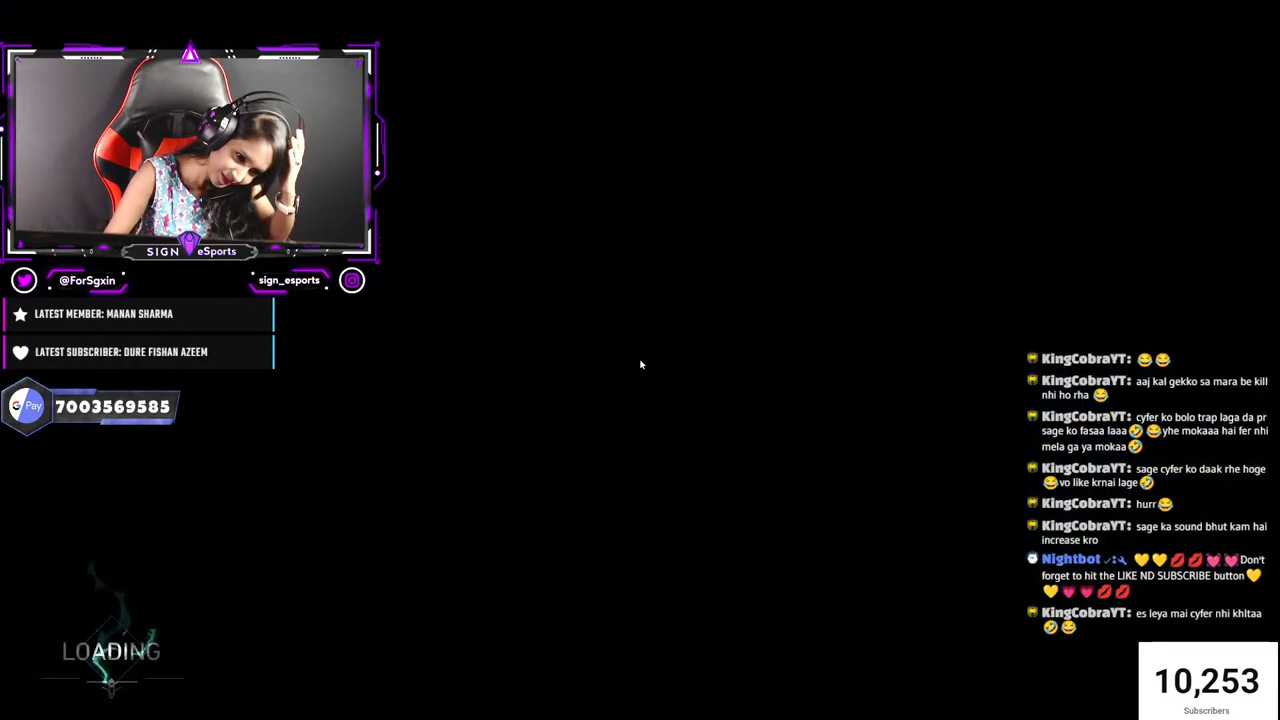 SIGN eSports
@ForSgxin
sign_esports
LATEST MEMBER: MANAN SHARMA
LATEST SUBSCRIBER: DURE FISHAN AZEEM
G Pay 7003569585
KingCobraYT: 😂😂
KingCobraYT: aaj kal gekko sa mara be kill
nhi ho rha 😂
KingCobraYT: cyfer ko bolo trap laga da pr
sage ko fasaa laaa🤣😂yhe mokaaa hai fer nhi
mela ga ya mokaa🤣
KingCobraYT: sage cyfer ko daak rhe hoge
😂vo like krnai lage🤣
KingCobraYT: hurr😂
KingCobraYT: sage ka sound bhut kam hai
increase kro
Nightbot 💛💛💋💋💓💓Don't
forget to hit the LIKE ND SUBSCRIBE button💛
💛💗💗💋💋
KingCobraYT: es leya mai cyfer nhi khltaa
🤣😂
LOADING
10,253
Subscribers